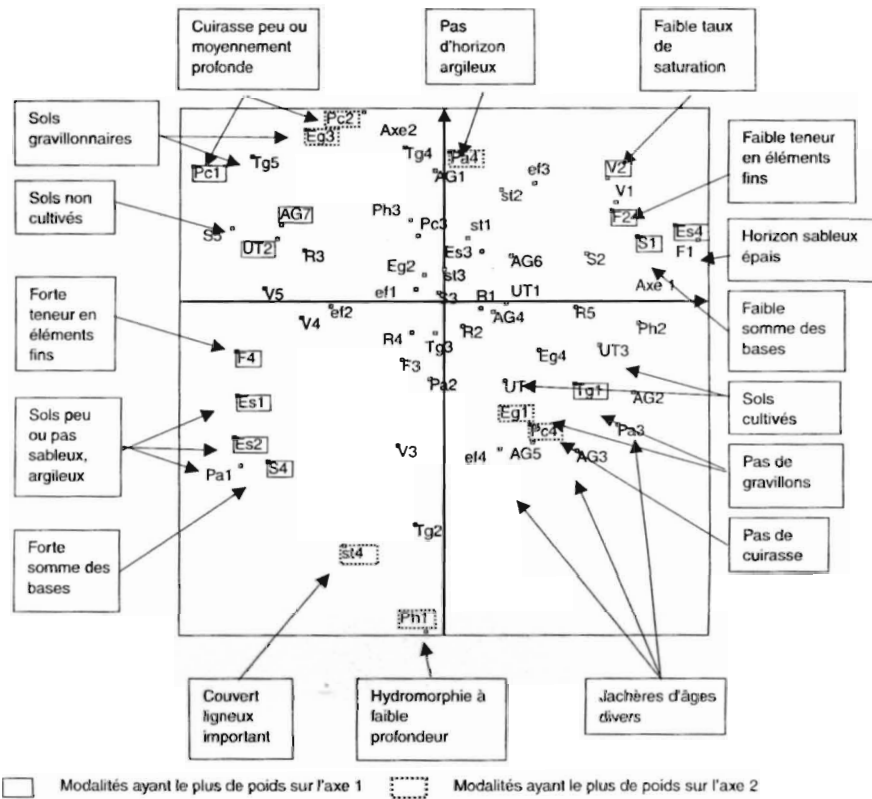 Cuirasse peu ou
moyennement
profonde
Pas
d'horizon
argileux
Faible taux
de
saturation
Sols
gravillonnaires
Sols non
cultivés
Forte
teneur en
éléments
fins
Sols peu
ou pas
sableux,
argileux
Forte
somme des
bases
Pc2
Eg3
Axe2
Tg4
Pa4
Tg5
Pc1
AG1
ef3
st2
V2
V1
F2
Es4
S1
F1
AG7
S5
UT2
Ph3
Pc3
st1
R3
Es3
AG6
S2
Eg2
st3
Axe 1
V5
ef1
S3
UT1
R1
V4
ef2
AG4
R5
Ph2
R4
Tg3
R2
UT3
F4
F3
Eg4
Pa2
UT
Tg1
AG2
Es1
Eg1
Pc4
Pa3
Es2
Pa1
S4
V3
ef4
AG5
AG3
Tg2
st4
Ph1
Faible teneur
en éléments
fins
Horizon sableux
épais
Faible
somme des
bases
Sols
cultivés
Pas de
gravillons
Pas de
cuirasse
Couvert
ligneux
important
Hydromorphie à
faible
profondeur
Jachères d'âges
divers
Modalités ayant le plus de poids sur l'axe 1
Modalités ayant le plus de poids sur l'axe 2